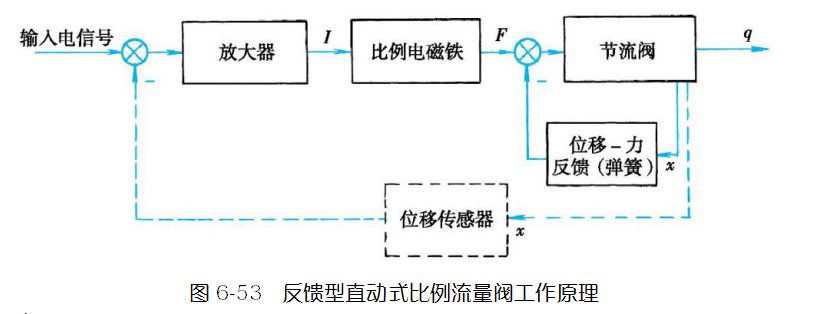 输入电信号
放大器
I
比例电磁铁
F
节流阀
q
位移－力
反馈（弹簧）
x
位移传感器
x
图 6-53 反馈型直动式比例流量阀工作原理